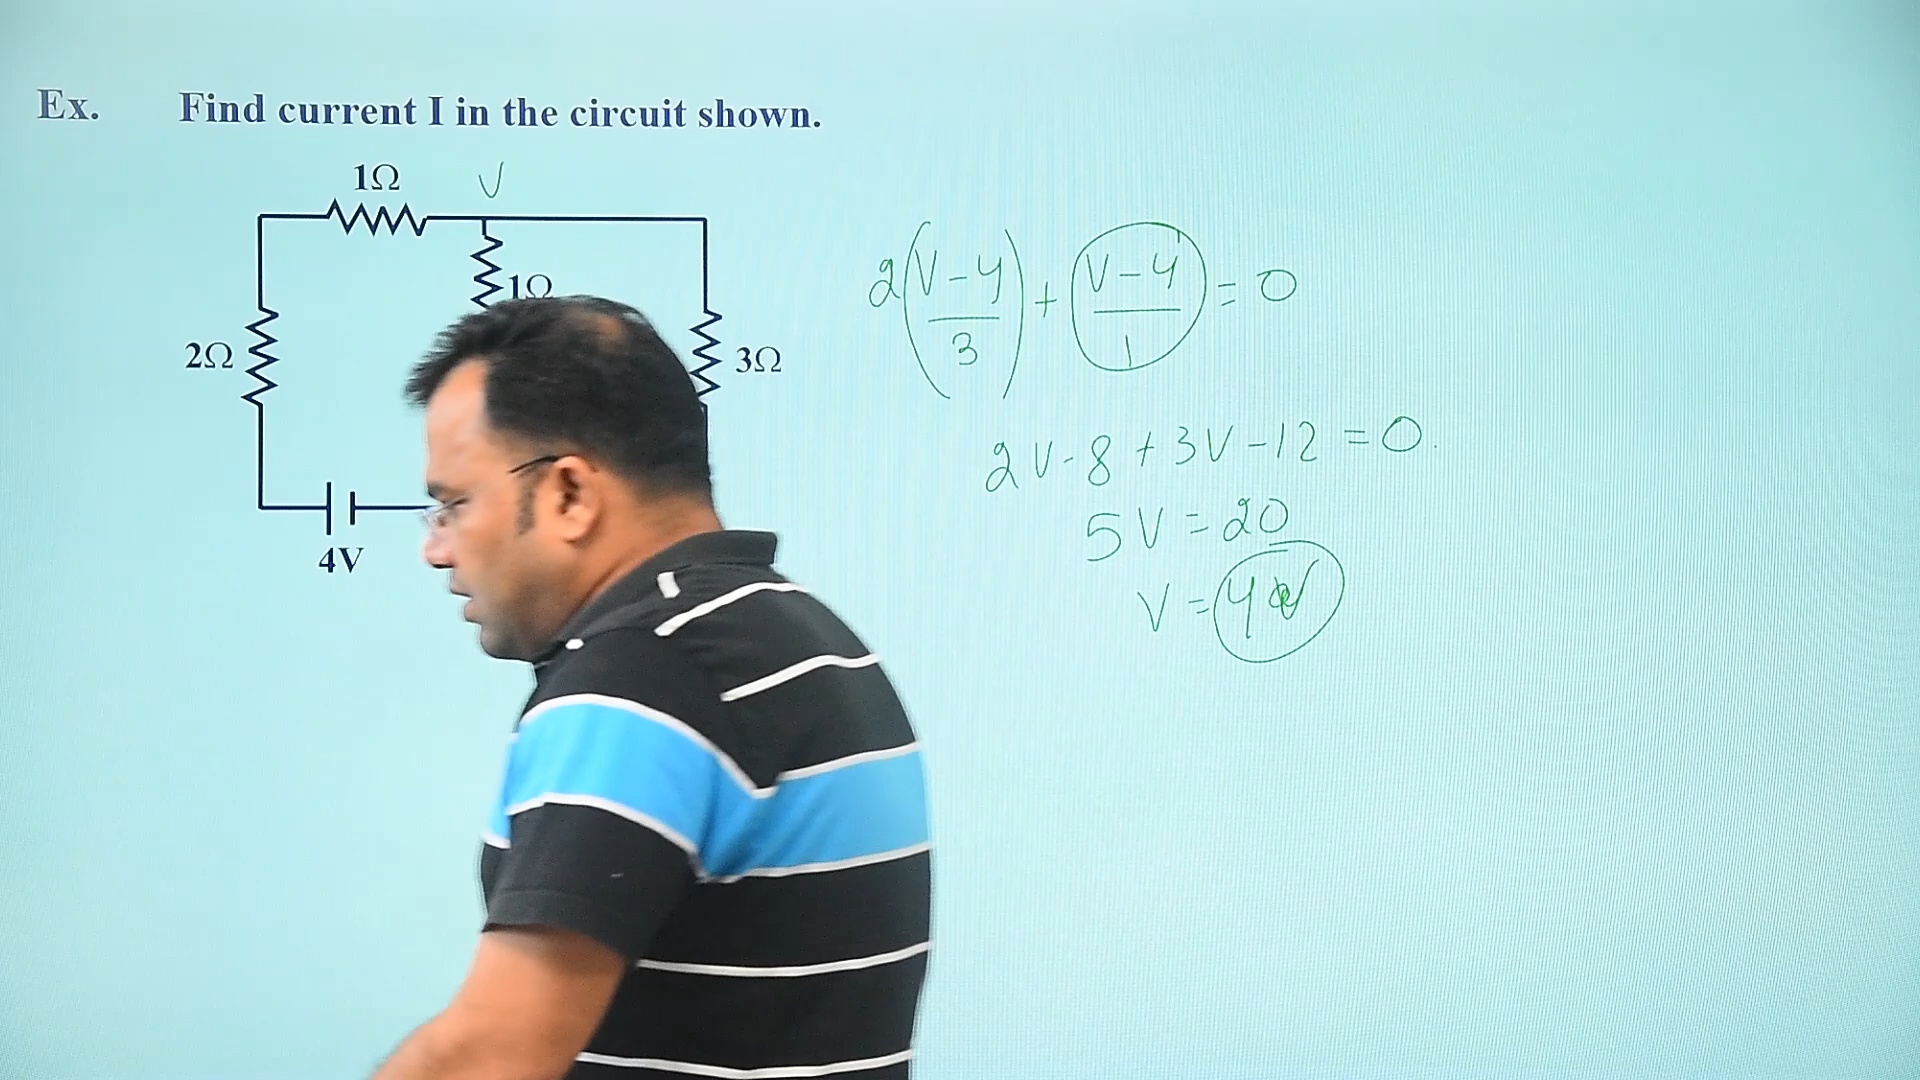 Ex. Find current I in the circuit shown.
1Ω V
1Ω
2Ω
3Ω
4V
2(V-4/3) + (V-4/1) = 0
2V-8+3V-12=0.
5V=20
V=4V